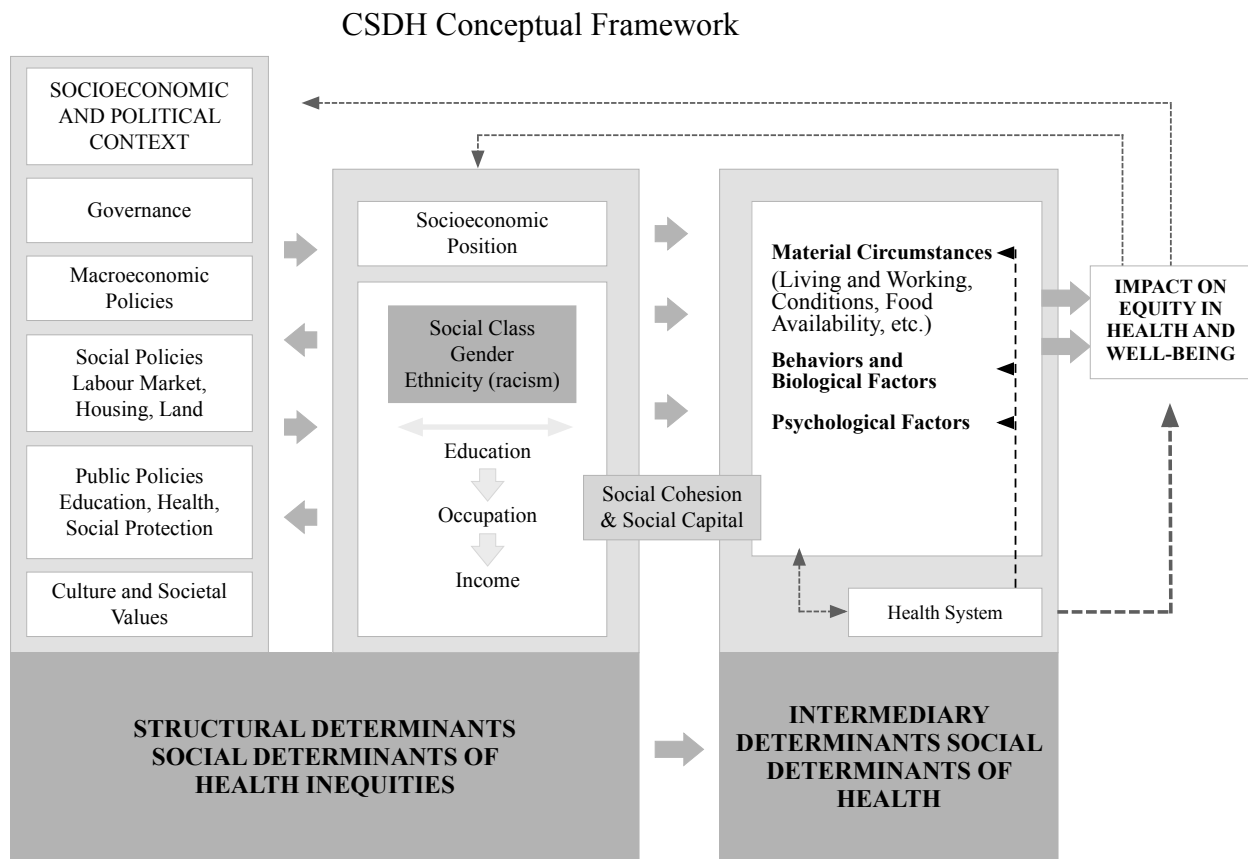 CSDH Conceptual Framework
SOCIOECONOMIC
AND POLITICAL
CONTEXT
Governance
Macroeconomic
Policies
Social Policies
Labour Market,
Housing, Land
Public Policies
Education, Health,
Social Protection
Culture and Societal
Values
Socioeconomic
Position
Social Class
Gender
Ethnicity (racism)
Education
Occupation
Income
Social Cohesion
& Social Capital
Material Circumstances
(Living and Working,
Conditions, Food
Availability, etc.)
Behaviors and
Biological Factors
Psychological Factors
Health System
IMPACT ON
EQUITY IN
HEALTH AND
WELL-BEING
STRUCTURAL DETERMINANTS
SOCIAL DETERMINANTS OF
HEALTH INEQUITIES
INTERMEDIARY
DETERMINANTS SOCIAL
DETERMINANTS OF
HEALTH